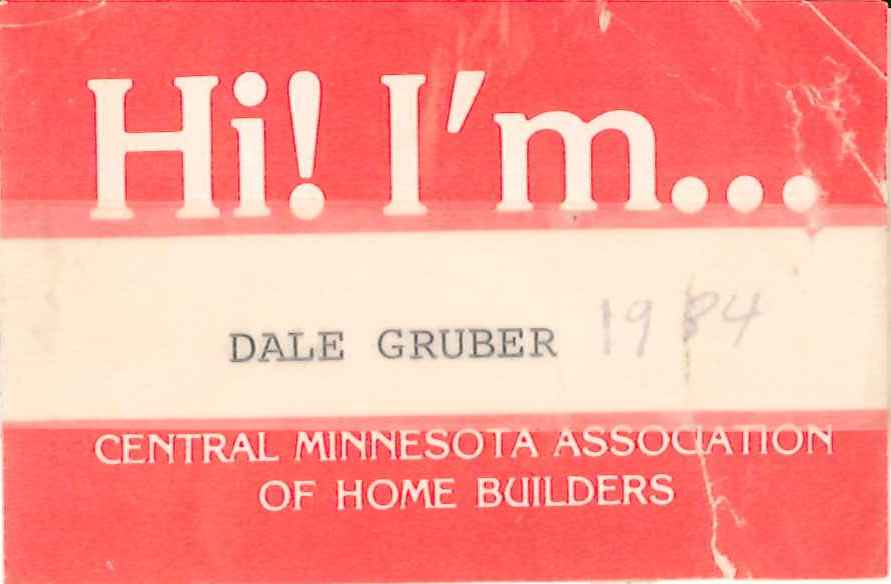 Hi! I'm...
DALE GRUBER 1984
CENTRAL MINNESOTA ASSOCIATION
OF HOME BUILDERS